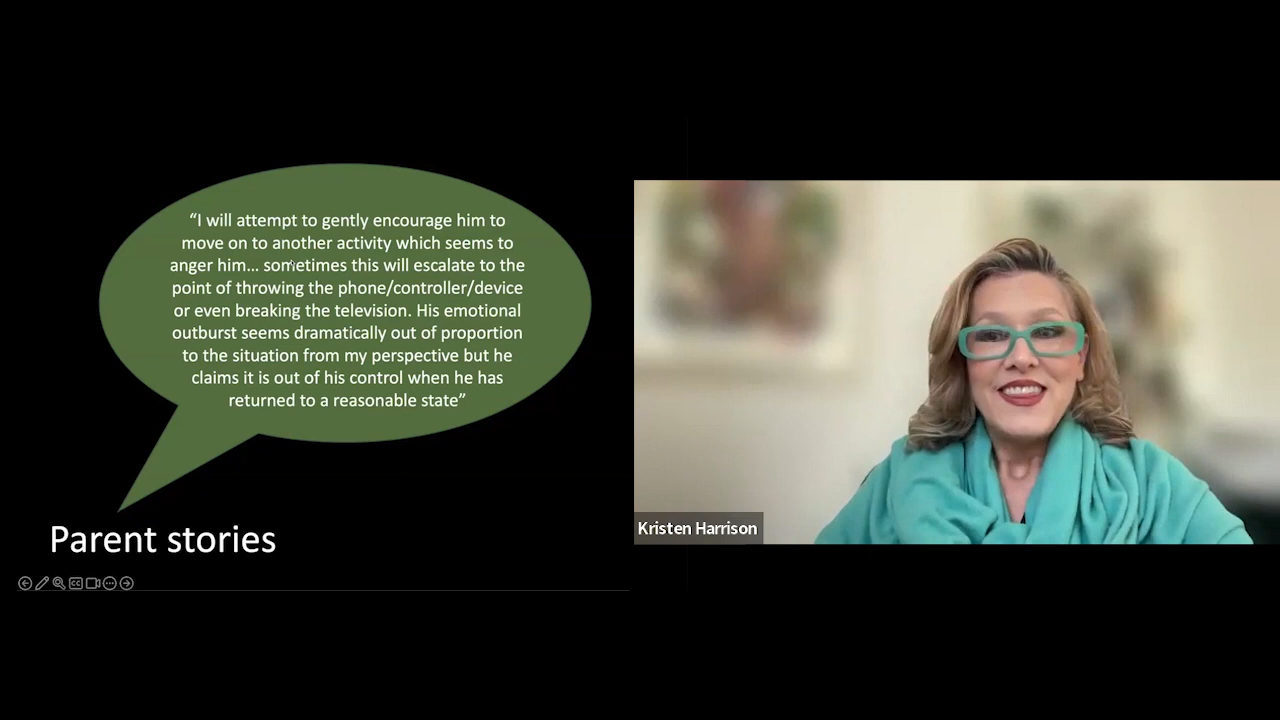 “I will attempt to gently encourage him to
move on to another activity which seems to
anger him... sometimes this will escalate to the
point of throwing the phone/controller/device
or even breaking the television. His emotional
outburst seems dramatically out of proportion
to the situation from my perspective but he
claims it is out of his control when he has
returned to a reasonable state”
Parent stories
CC
Kristen Harrison